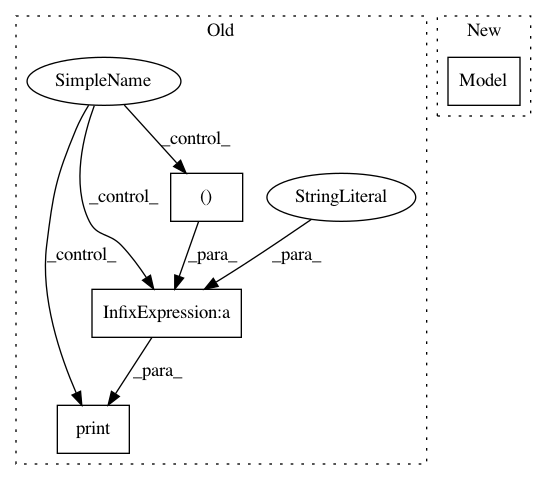 Old
New
SimpleName
Model
_control_
()
StringLiteral
_control_
_control_
_para_
_para_
InfixExpression:a
_para_
print